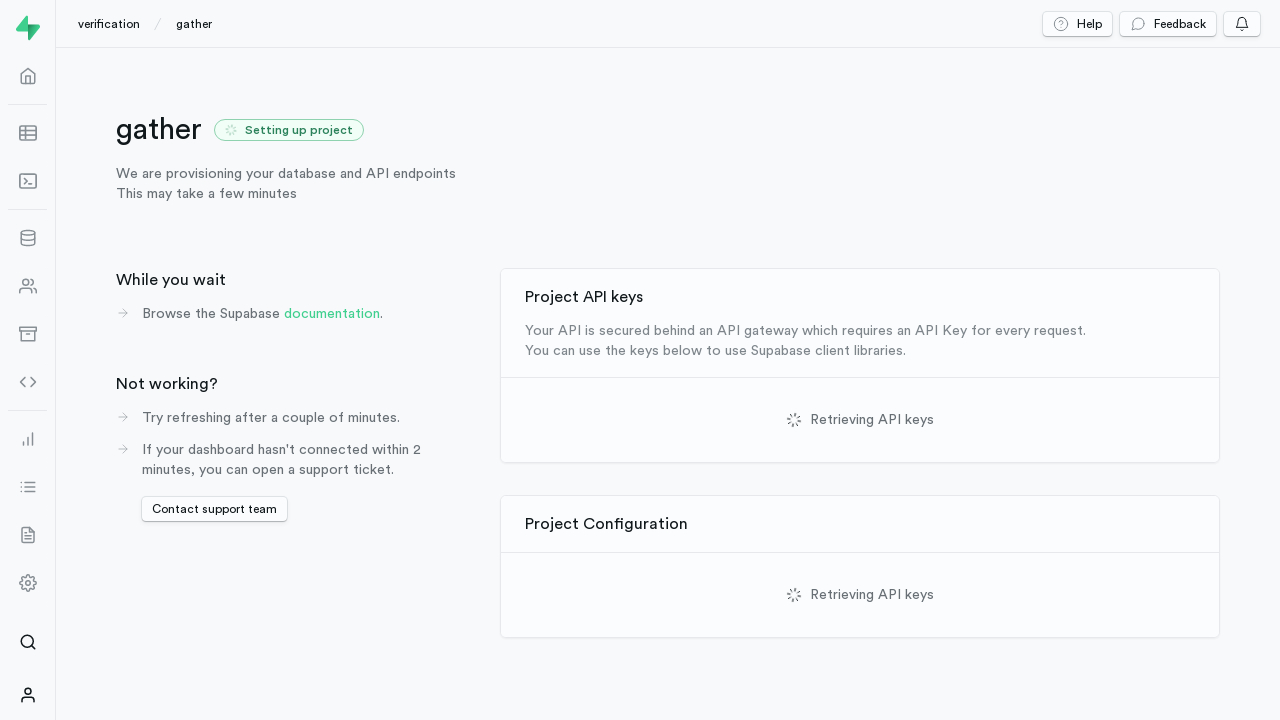 verification / gather
Help
Feedback
gather
Setting up project
We are provisioning your database and API endpoints
This may take a few minutes
While you wait
Browse the Supabase documentation.
Not working?
Try refreshing after a couple of minutes.
If your dashboard hasn't connected within 2
minutes, you can open a support ticket.
Contact support team
Project API keys
Your API is secured behind an API gateway which requires an API Key for every request.
You can use the keys below to use Supabase client libraries.
Retrieving API keys
Project Configuration
Retrieving API keys